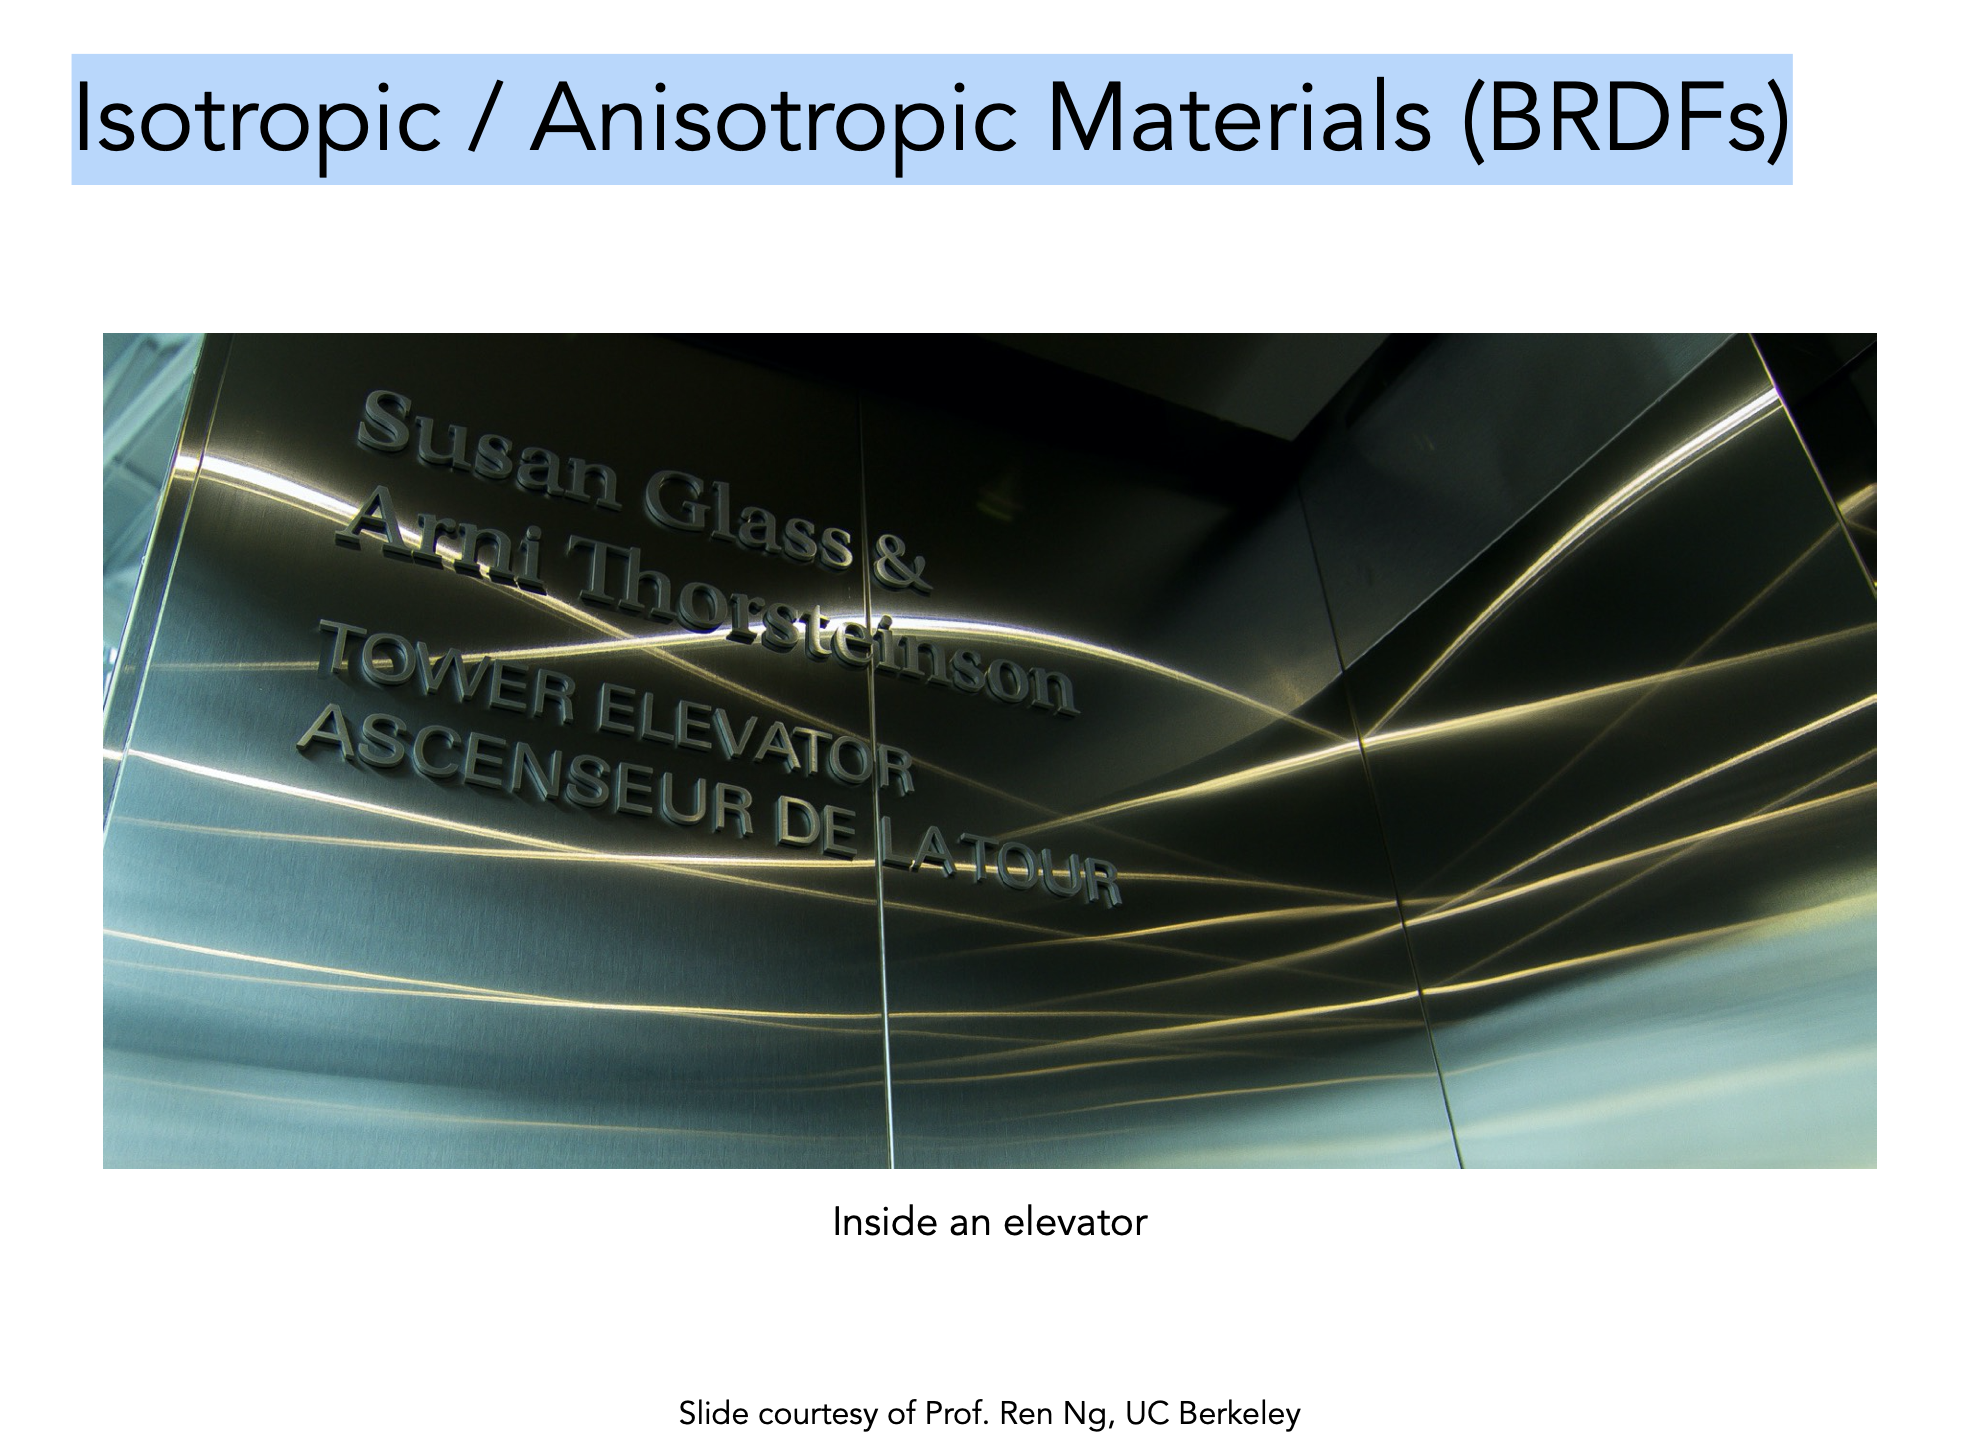 Isotropic / Anisotropic Materials (BRDFs)
Susan Glass &
Arni Thorsteinson
TOWER ELEVATOR
ASCENSEUR DE LA TOUR
Inside an elevator
Slide courtesy of Prof. Ren Ng, UC Berkeley